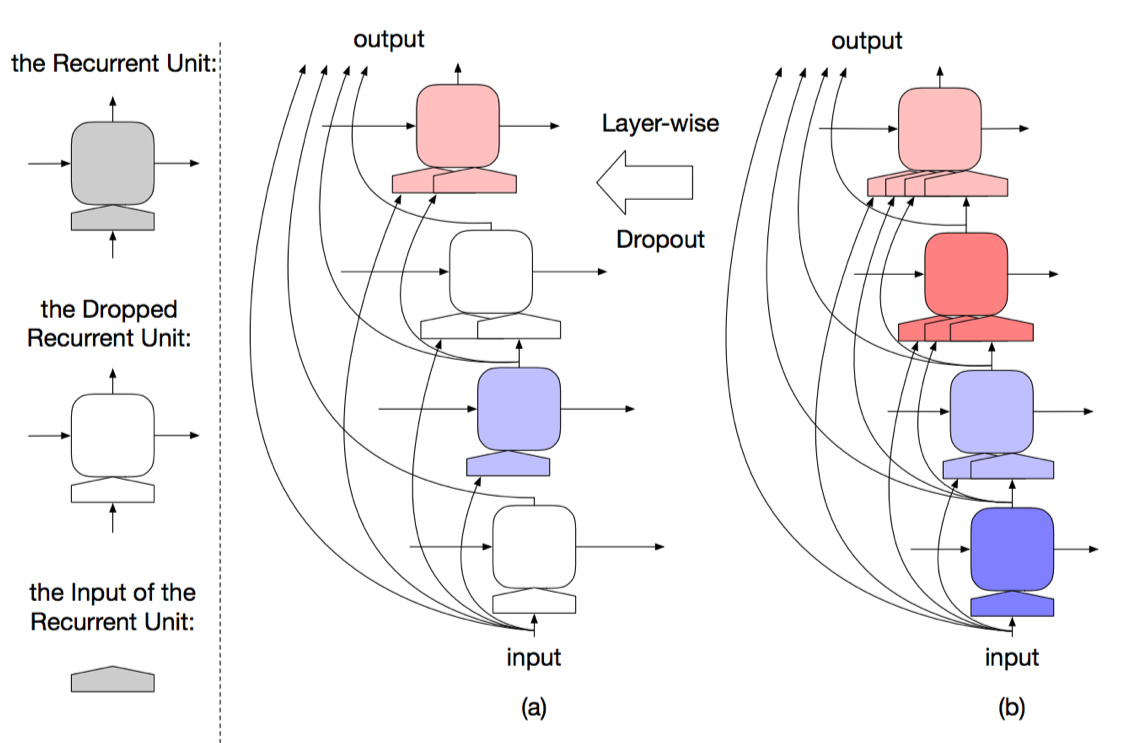 the Recurrent Unit:
the Dropped
Recurrent Unit:
the Input of the
Recurrent Unit:
output
input
(a)
Layer-wise
Dropout
output
input
(b)